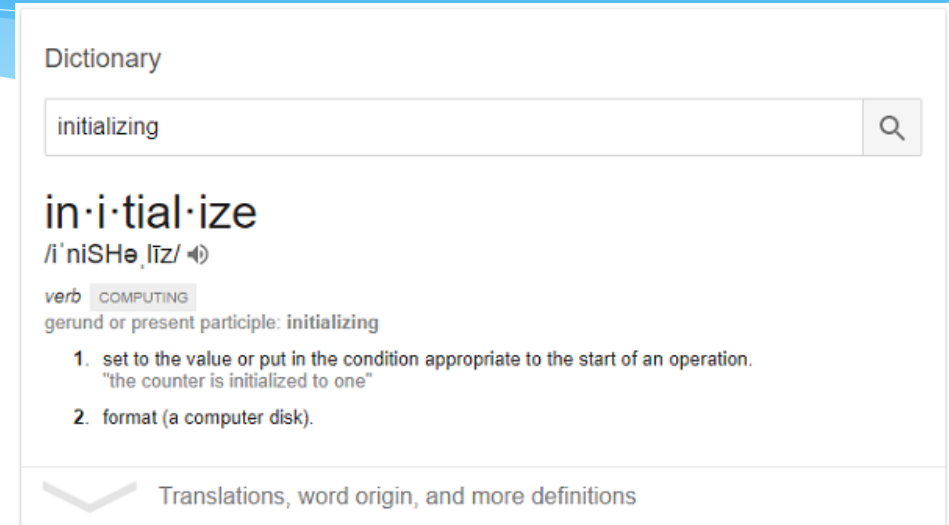 Dictionary
initializing
in·i·tial·ize
/iˈniSHəˌlīz/
verb COMPUTING
gerund or present participle: initializing
1. set to the value or put in the condition appropriate to the start of an operation.
"the counter is initialized to one"
2. format (a computer disk).
Translations, word origin, and more definitions